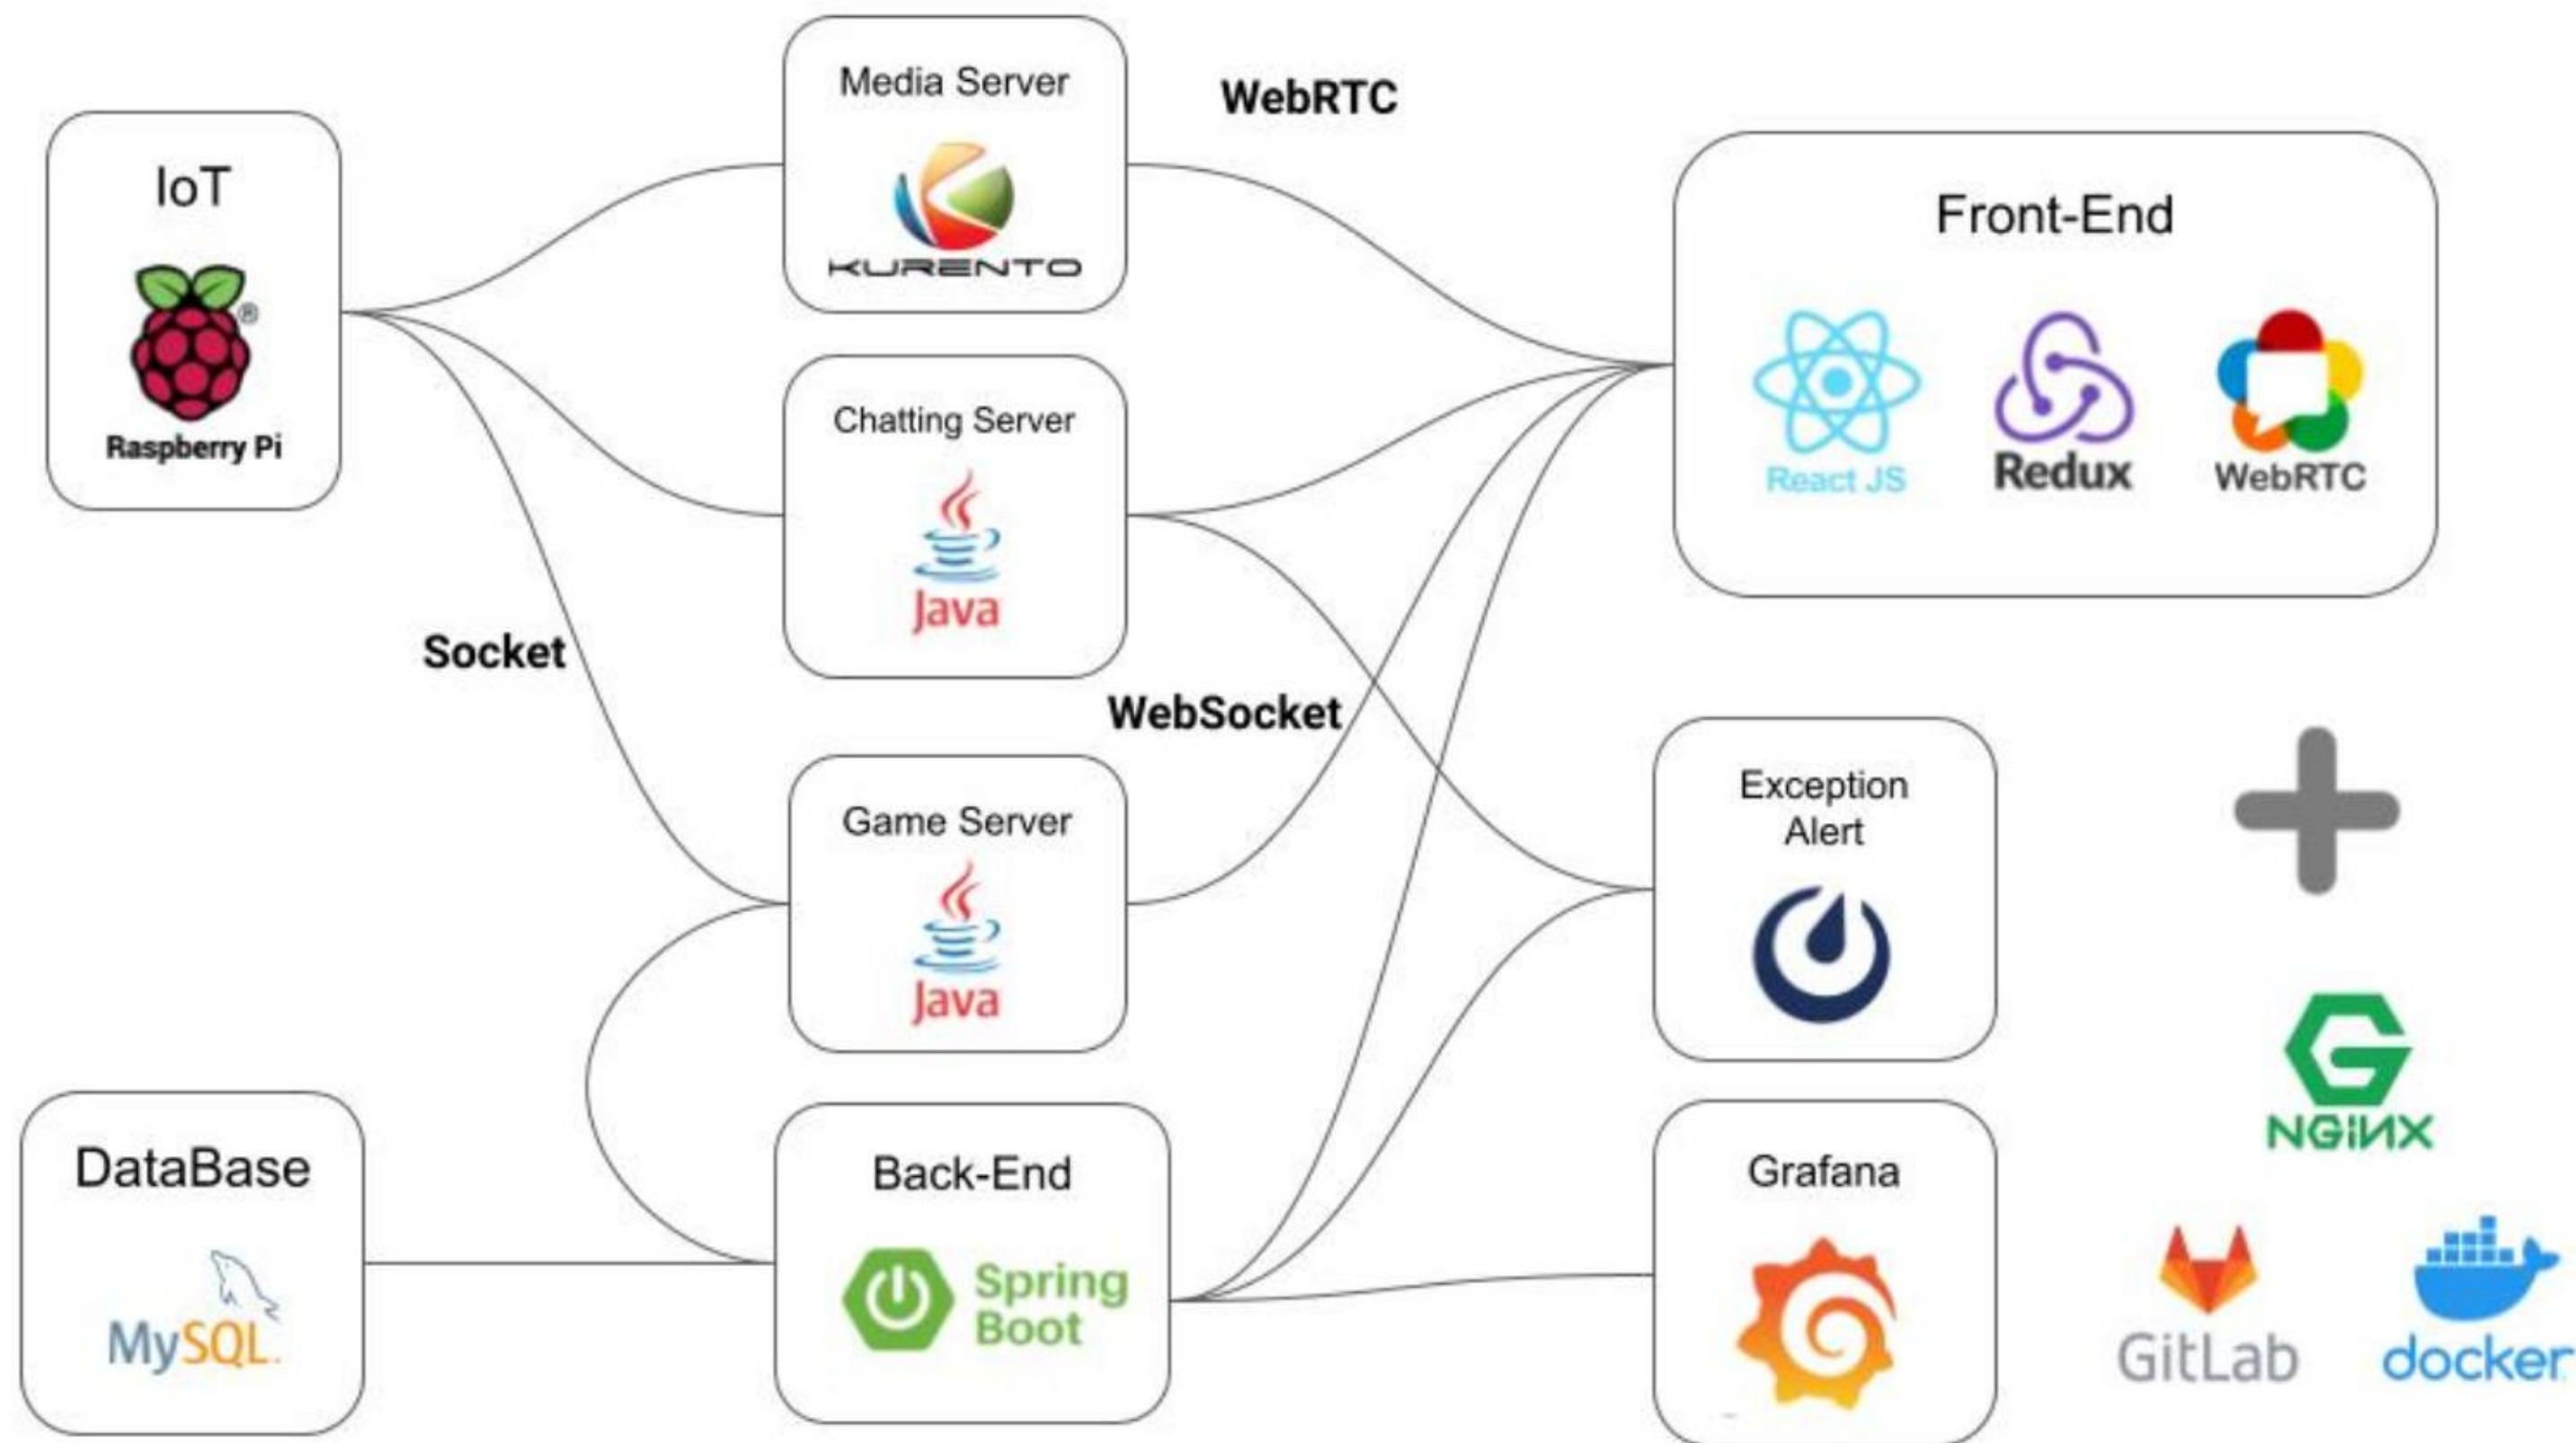 IoT
®
Raspberry Pi
Media Server
KURENTO
WebRTC
Chatting Server
Java
Front-End
React JS
Redux
WebRTC
Socket
WebSocket
Game Server
Java
Exception
Alert
DataBase
MySQL
Back-End
Spring
Boot
Grafana
NGiNX
GitLab
docker